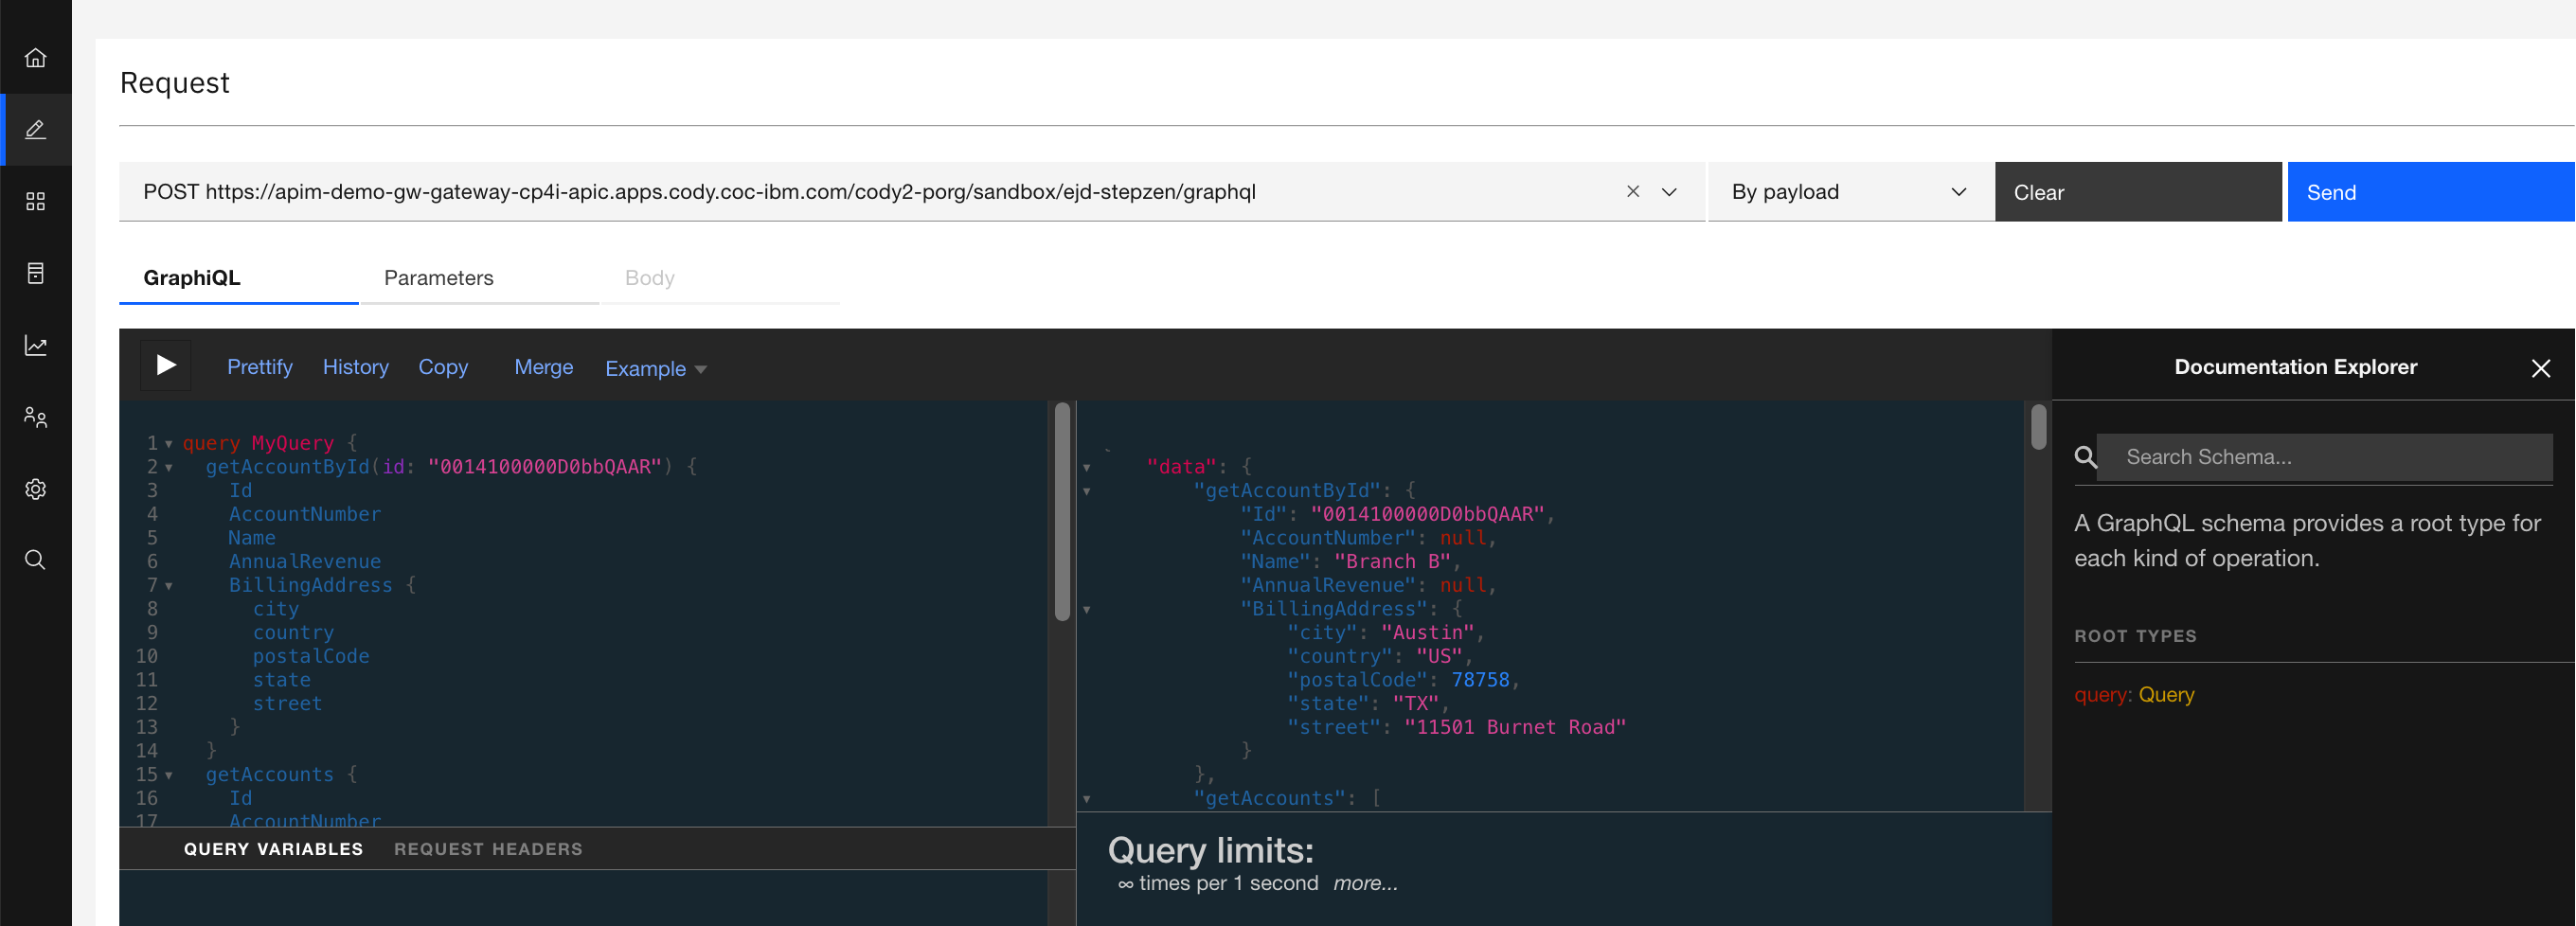 Request
POST https://apim-demo-gw-gateway-cp4i-apic.apps.cody.coc-ibm.com/cody2-porg/sandbox/ejd-stepzen/graphql
By payload
Clear
Send
GraphiQL
Parameters
Body
Prettify
History
Copy
Merge
Example
1 query MyQuery {
2 getAccountById(id: "0014100000D0bbQAAR") {
3 Id
4 AccountNumber
5 Name
6 AnnualRevenue
7 BillingAddress {
8 city
9 country
10 postalCode
11 state
12 street
13 }
14 }
15 getAccounts {
16 Id
17 AccountNumber
QUERY VARIABLES
REQUEST HEADERS
"data": {
"getAccountById": {
"Id": "0014100000D0bbQAAR",
"AccountNumber": null,
"Name": "Branch B",
"AnnualRevenue": null,
"BillingAddress": {
"city": "Austin",
"country": "US",
"postalCode": 78758,
"state": "TX",
"street": "11501 Burnet Road"
}
},
"getAccounts": [
Query limits:
∞ times per 1 second more...
Documentation Explorer
Search Schema...
A GraphQL schema provides a root type for
each kind of operation.
ROOT TYPES
query: Query